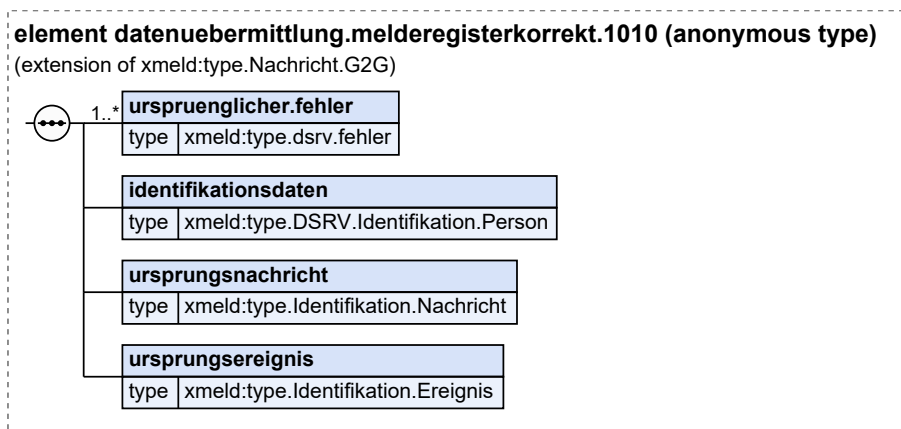 element datenuebermittlung.melderegisterkorrekt.1010 (anonymous type)
(extension of xmeld:type.Nachricht.G2G)
1..* urspruenglicher.fehler
type xmeld:type.dsrv.fehler
identifikationsdaten
type xmeld:type.DSRV.Identifikation.Person
ursprungsnachricht
type xmeld:type.Identifikation.Nachricht
ursprungsereignis
type xmeld:type.Identifikation.Ereignis